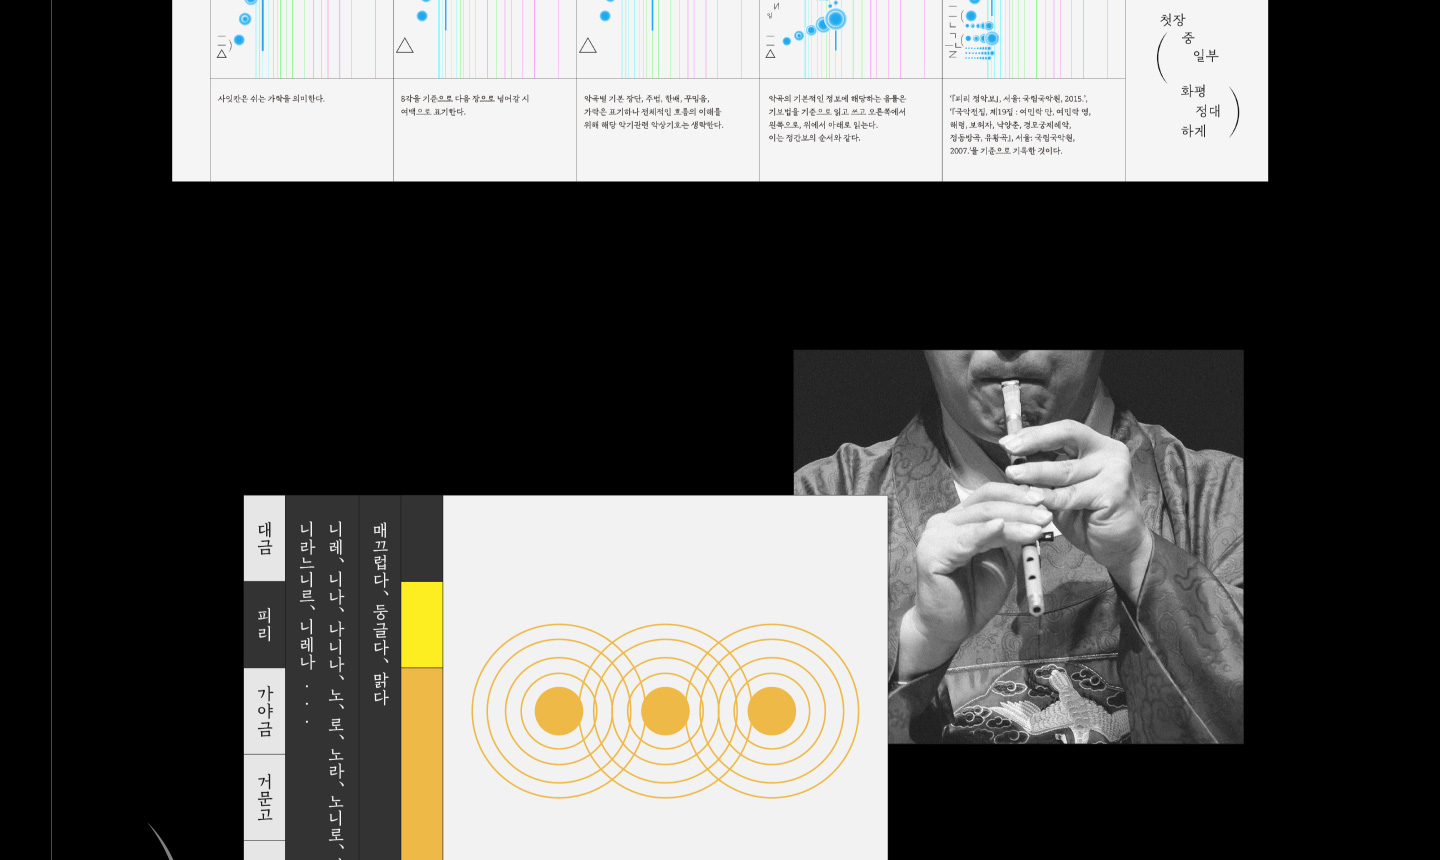 사잇칸은 쉬는 가락을 의미한다.
8각을 기준으로 다음 장으로 넘어갈 시
여백으로 표기한다.
악곡별 기본 장단, 주법, 한배, 꾸밈음,
가락은 표기하나 전체적인 흐름의 이해를
위해 해당 악기관련 악상기호는 생략한다.
악곡의 기본적인 정보에 해당하는 음률은
기보법을 기준으로 읽고 쓰고 오른쪽에서
왼쪽으로, 위에서 아래로 읽는다.
이는 정간보의 순서와 같다.
「피리 정악보」, 서울: 국립국악원, 2015.',
'「국악전집, 제19집 : 여민락 만, 여민락 영,
해령, 보허자, 낙양춘, 경모궁제례악,
정동방곡, 유황곡」, 서울: 국립국악원,
2007.'을 기준으로 기록한 것이다.
첫장
중
일부
화평
정대
하게
매끄럽다、둥글다、맑다
니레、니나、나니나、노、로、노라、노니로、
니라느니르、니레나 · · ·
대금
피리
가야금
거문고